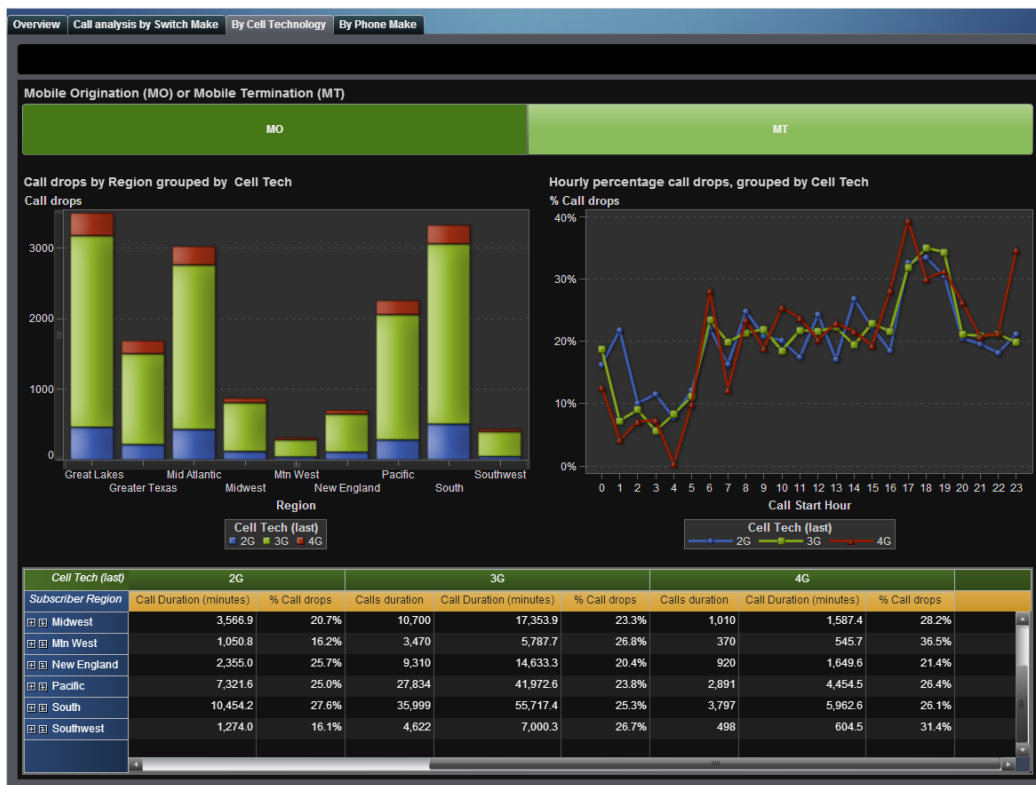 Overview Call analysis by Switch Make By Cell Technology By Phone Make
Mobile Origination (MO) or Mobile Termination (MT)
MO MT
Call drops by Region grouped by Cell Tech
Call drops
3000
2000
1000
0
Great Lakes Mid Atlantic Mtn West Pacific Southwest
Greater Texas Midwest New England South
Region
Cell Tech (last)
2G 3G 4G
Hourly percentage call drops, grouped by Cell Tech
% Call drops
40%
30%
20%
10%
0%
0 1 2 3 4 5 6 7 8 9 10 11 12 13 14 15 16 17 18 19 20 21 22 23
Call Start Hour
Cell Tech (last)
2G 3G 4G
Cell Tech (last) 2G 3G 4G
Subscriber Region Call Duration (minutes) % Call drops Calls duration Call Duration (minutes) % Call drops Calls duration Call Duration (minutes) % Call drops
Midwest 3,566.9 20.7% 10,700 17,353.9 23.3% 1,010 1,587.4 28.2%
Mtn West 1,050.8 16.2% 3,470 5,787.7 26.8% 370 545.7 36.5%
New England 2,355.0 25.7% 9,310 14,633.3 20.4% 920 1,649.6 21.4%
Pacific 7,321.6 25.0% 27,834 41,972.6 23.8% 2,891 4,454.5 26.4%
South 10,454.2 27.6% 35,999 55,717.4 25.3% 3,797 5,962.6 26.1%
Southwest 1,274.0 16.1% 4,622 7,000.3 26.7% 498 604.5 31.4%